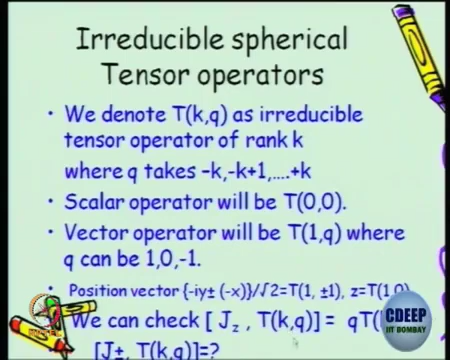 Irreducible spherical
Tensor operators
• We denote T(k,q) as irreducible
tensor operator of rank k
where q takes -k,-k+1,....+k
• Scalar operator will be T(0,0).
• Vector operator will be T(1,q) where
q can be 1,0,-1.
• Position vector {-iy± (-x)}/√2=T(1, ±1), z=T(1,0)
We can check [ J_z , T(k,q)] = qT(
[J±, T(k,q)]=?
CDEEP
IIT BOMBAY